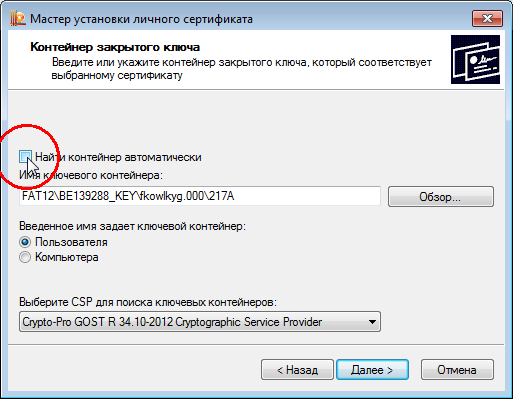 Мастер установки личного сертификата
Контейнер закрытого ключа
Введите или укажите контейнер закрытого ключа, который соответствует
выбранному сертификату
Найти контейнер автоматически
Имя ключевого контейнера:
FAT12\BE139288_KEY\fkowlkyg.000\217A
Обзор...
Введенное имя задает ключевой контейнер:
Пользователя
Компьютера
Выберите CSP для поиска ключевых контейнеров:
Crypto-Pro GOST R 34.10-2012 Cryptographic Service Provider
< Назад
Далее >
Отмена